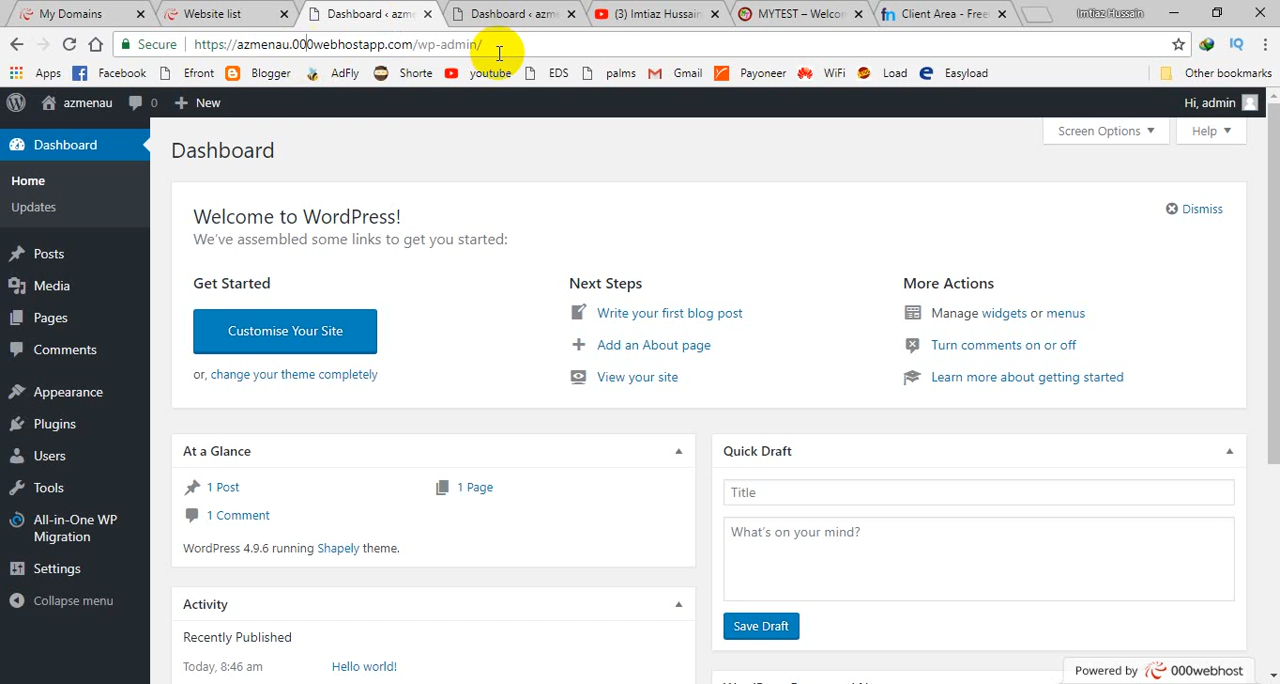 My Domains
Website list
Dashboard ‹ azme
Dashboard ‹ azme
(3) Imtiaz Hussain
MYTEST – Welcom
Client Area - Free
Imtiaz Hussain
Secure https://azmenau.000webhostapp.com/wp-admin/
Apps Facebook Efront Blogger AdFly Shorte youtube EDS palms Gmail Payoneer WiFi Load Easyload Other bookmarks
azmenau 0 New Hi, admin
Dashboard
Home
Updates
Posts
Media
Pages
Comments
Appearance
Plugins
Users
Tools
All-in-One WP
Migration
Settings
Collapse menu
Screen Options Help
Dashboard
Welcome to WordPress!
Dismiss
We've assembled some links to get you started:
Get Started
Customise Your Site
or, change your theme completely
Next Steps
Write your first blog post
Add an About page
View your site
More Actions
Manage widgets or menus
Turn comments on or off
Learn more about getting started
At a Glance
1 Post 1 Page
1 Comment
WordPress 4.9.6 running Shapely theme.
Activity
Recently Published
Today, 8:46 am Hello world!
Quick Draft
Title
What's on your mind?
Save Draft
Powered by 000webhost